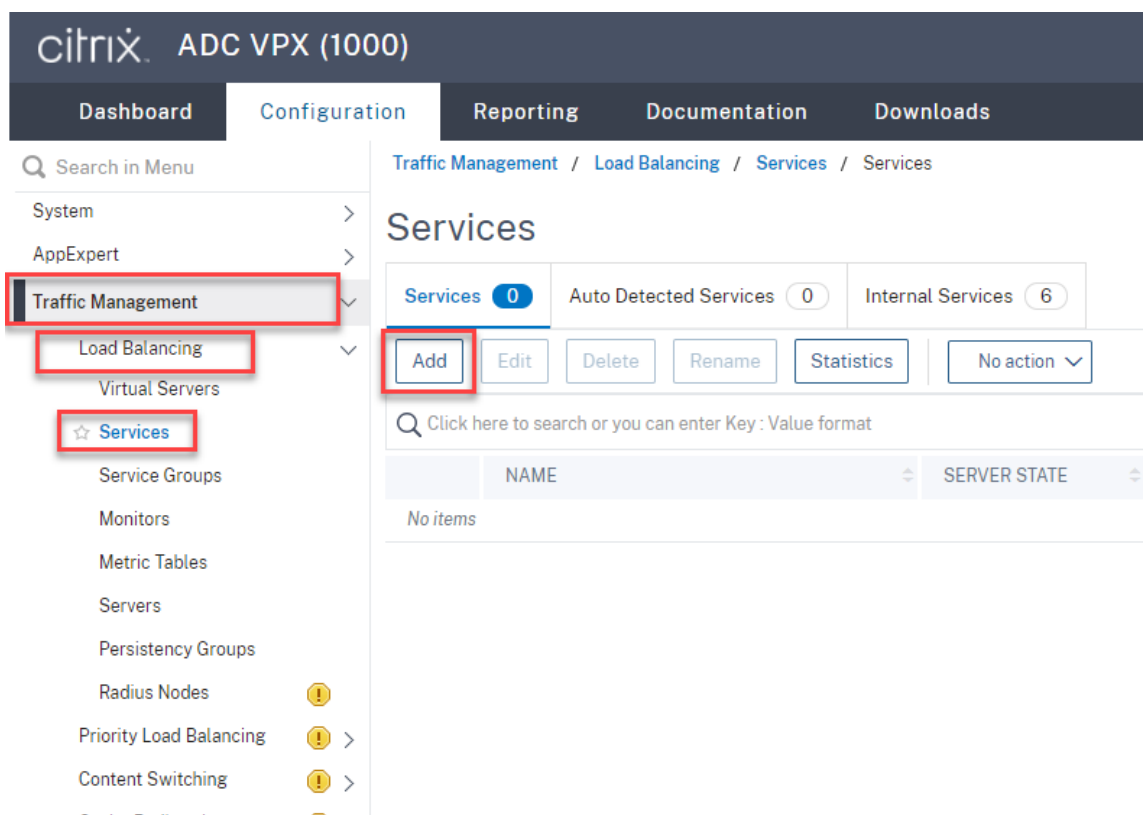 citrix. ADC VPX (1000)
Dashboard Configuration Reporting Documentation Downloads
Search in Menu
System
AppExpert
Traffic Management
Load Balancing
Virtual Servers
Services
Service Groups
Monitors
Metric Tables
Servers
Persistency Groups
Radius Nodes
Priority Load Balancing
Content Switching
Traffic Management / Load Balancing / Services / Services
Services
Services 0 Auto Detected Services 0 Internal Services 6
Add Edit Delete Rename Statistics No action
Click here to search or you can enter Key : Value format
NAME SERVER STATE
No items